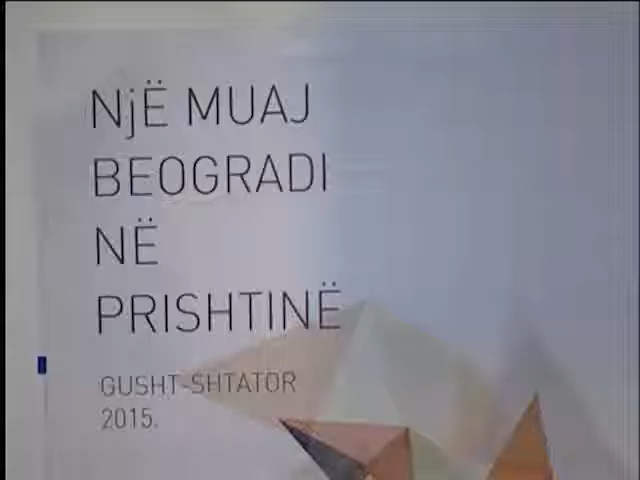 NjË MUAJ
BEOGRADI
NË
PRISHTINË
GUSHT-SHTATOR
2015.